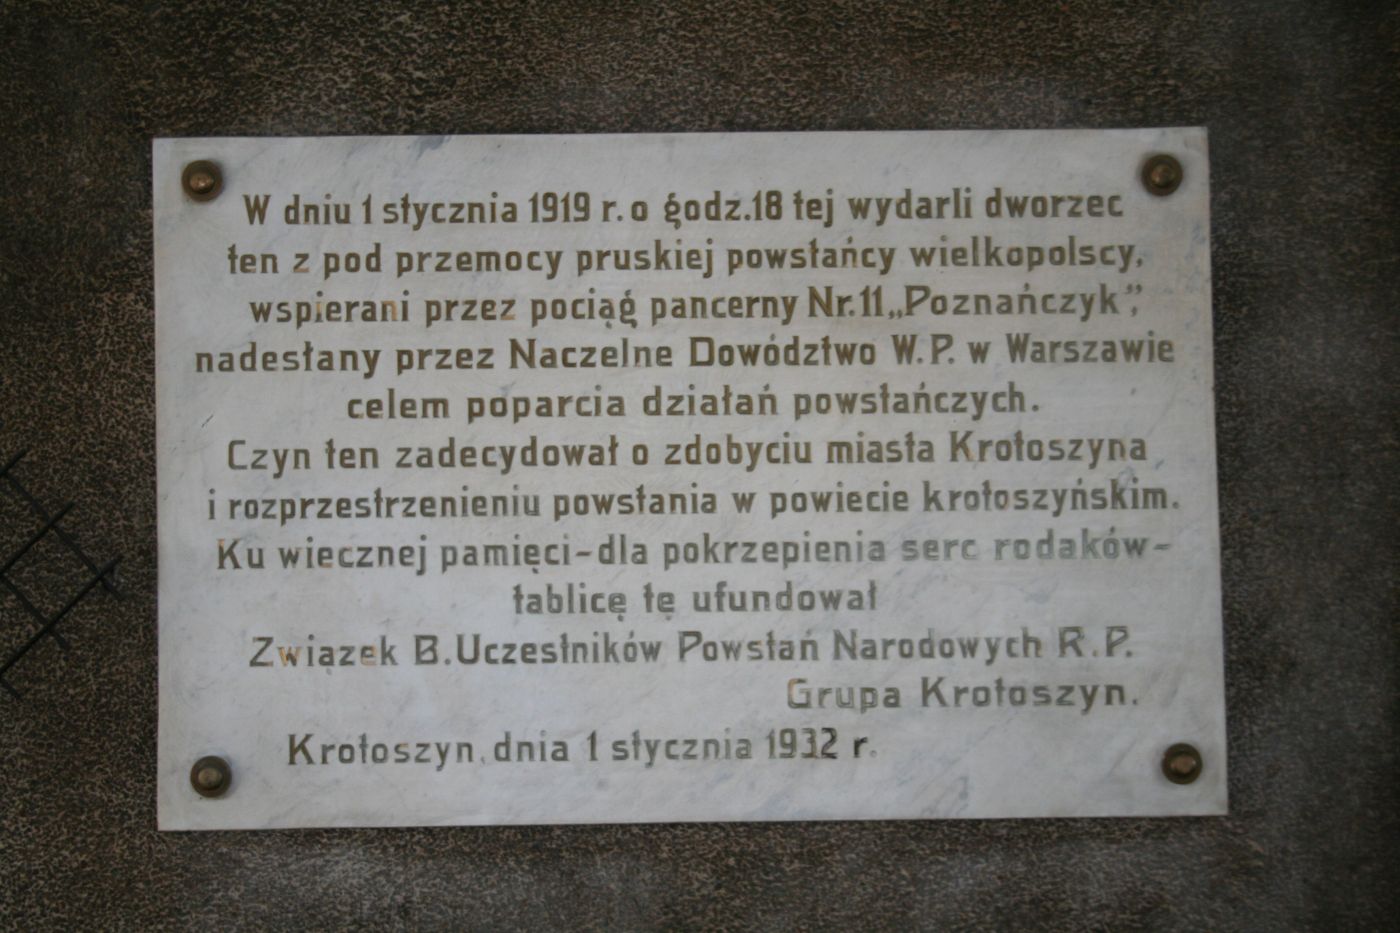 W dniu 1 stycznia 1919 r. o godz.18 tej wydarli dworzec
ten z pod przemocy pruskiej powstańcy wielkopolscy,
wspierani przez pociąg pancerny Nr.11 „Poznańczyk”,
nadesłany przez Naczelne Dowództwo W.P. w Warszawie
celem poparcia działań powstańczych.
Czyn ten zadecydował o zdobyciu miasta Krotoszyna
i rozprzestrzenieniu powstania w powiecie krotoszyńskim.
Ku wiecznej pamięci-dla pokrzepienia serc rodaków-
tablicę tę ufundował
Związek B.Uczestników Powstań Narodowych R.P.
Grupa Krotoszyn.
Krotoszyn, dnia 1 stycznia 1932 r.